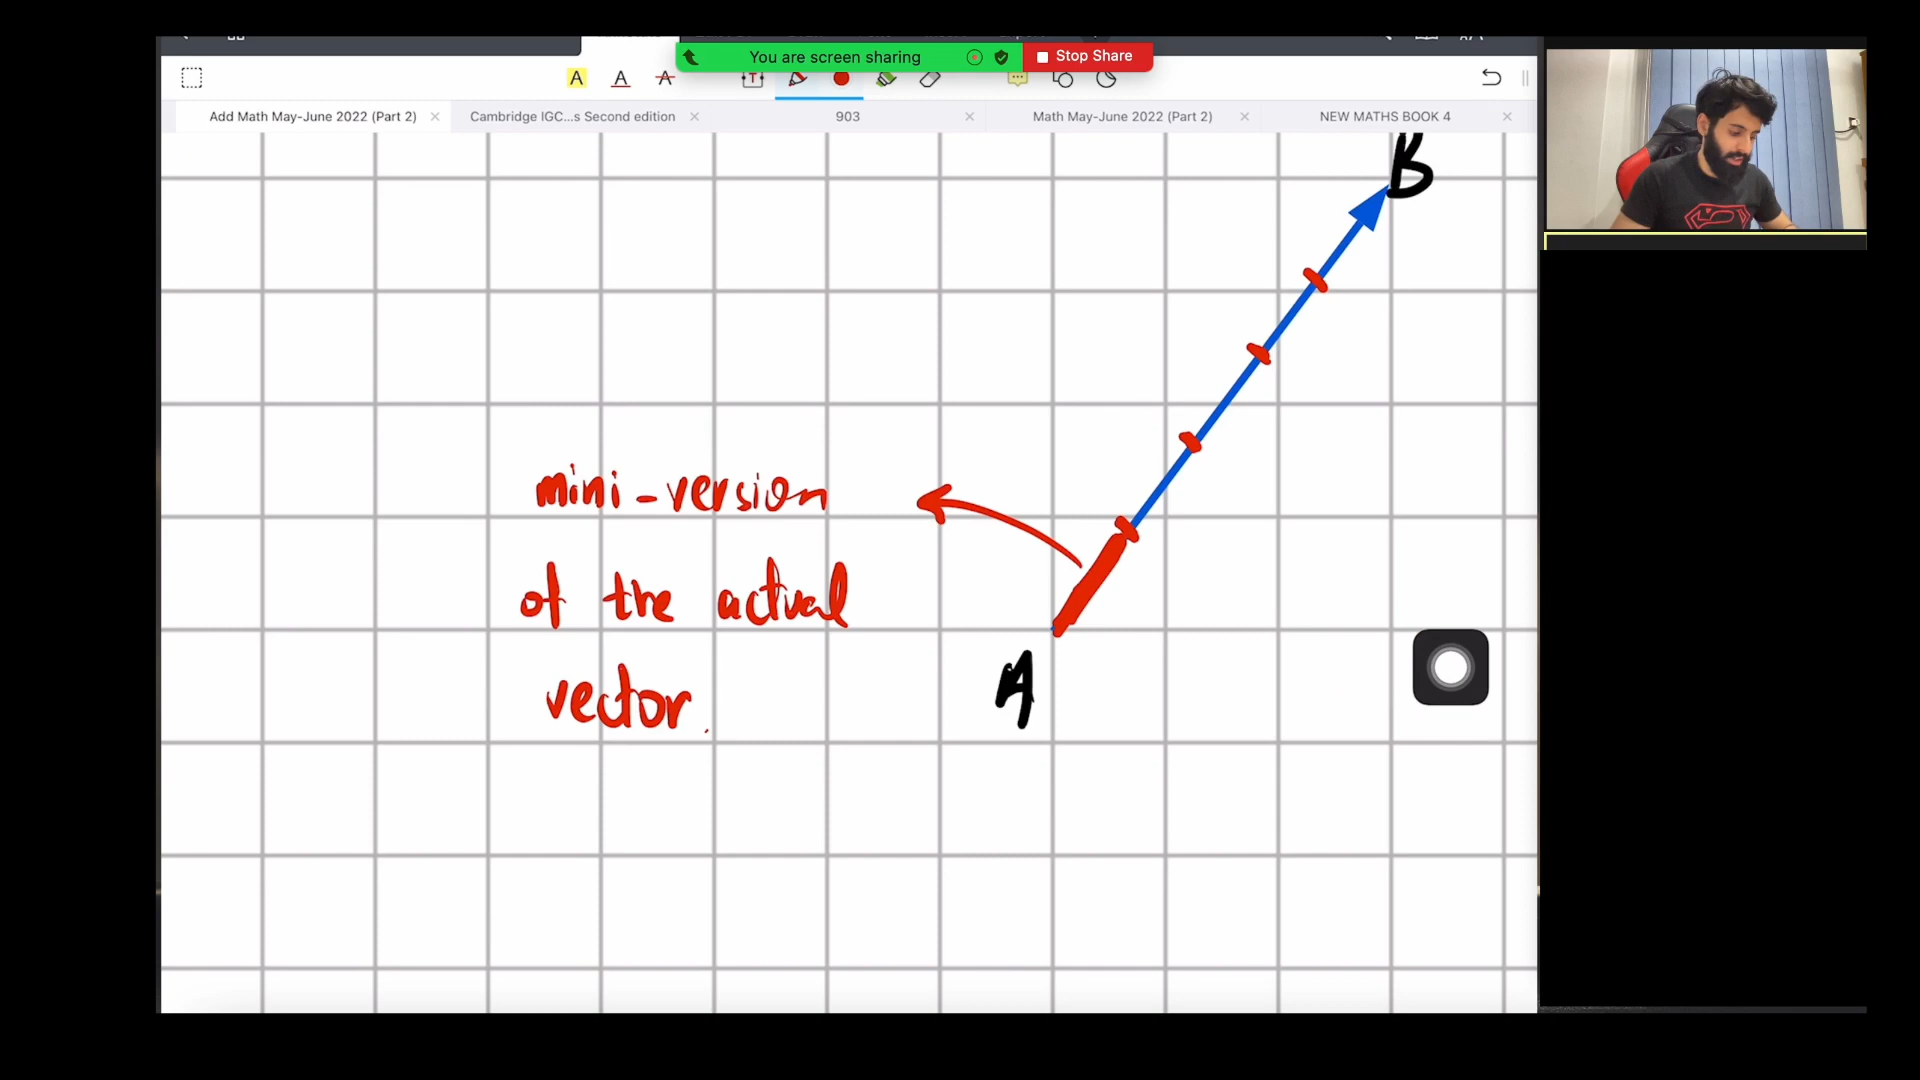 You are screen sharing
Stop Share
A A A T
Add Math May-June 2022 (Part 2)
Cambridge IGC...s Second edition
903
Math May-June 2022 (Part 2)
NEW MATHS BOOK 4
B
mini-version
of the actual
vector.
A